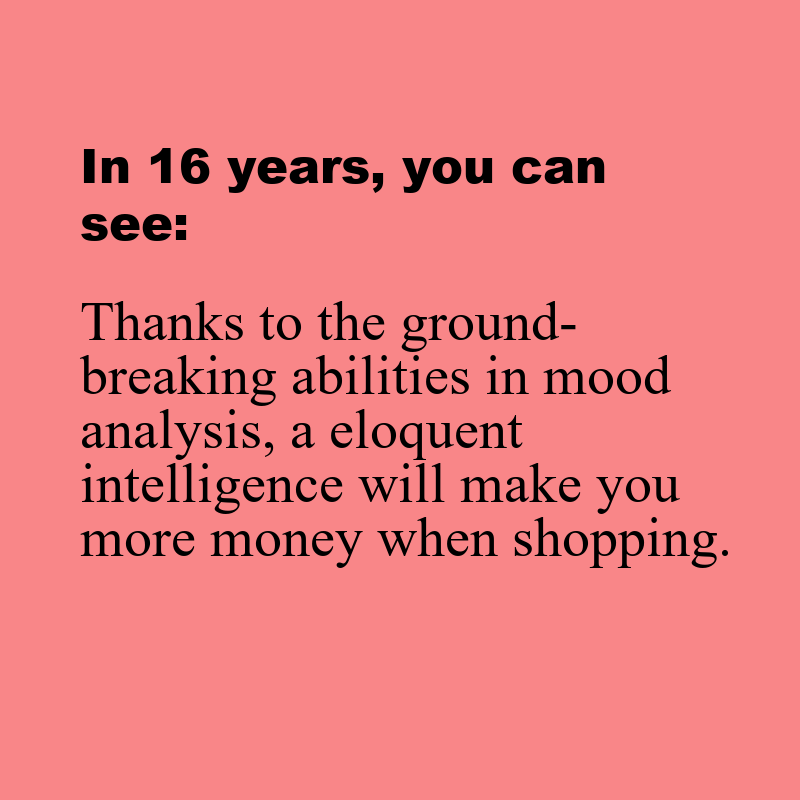 In 16 years, you can
see:
Thanks to the ground-
breaking abilities in mood
analysis, a eloquent
intelligence will make you
more money when shopping.